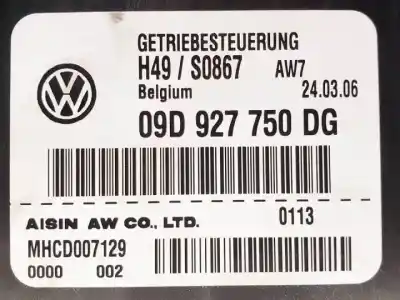 GETRIEBESTEUERUNG
H49 / S0867 AW7
Belgium 24.03.06
09D 927 750 DG
AISIN AW CO., LTD. 0113
MHCD007129
0000 002